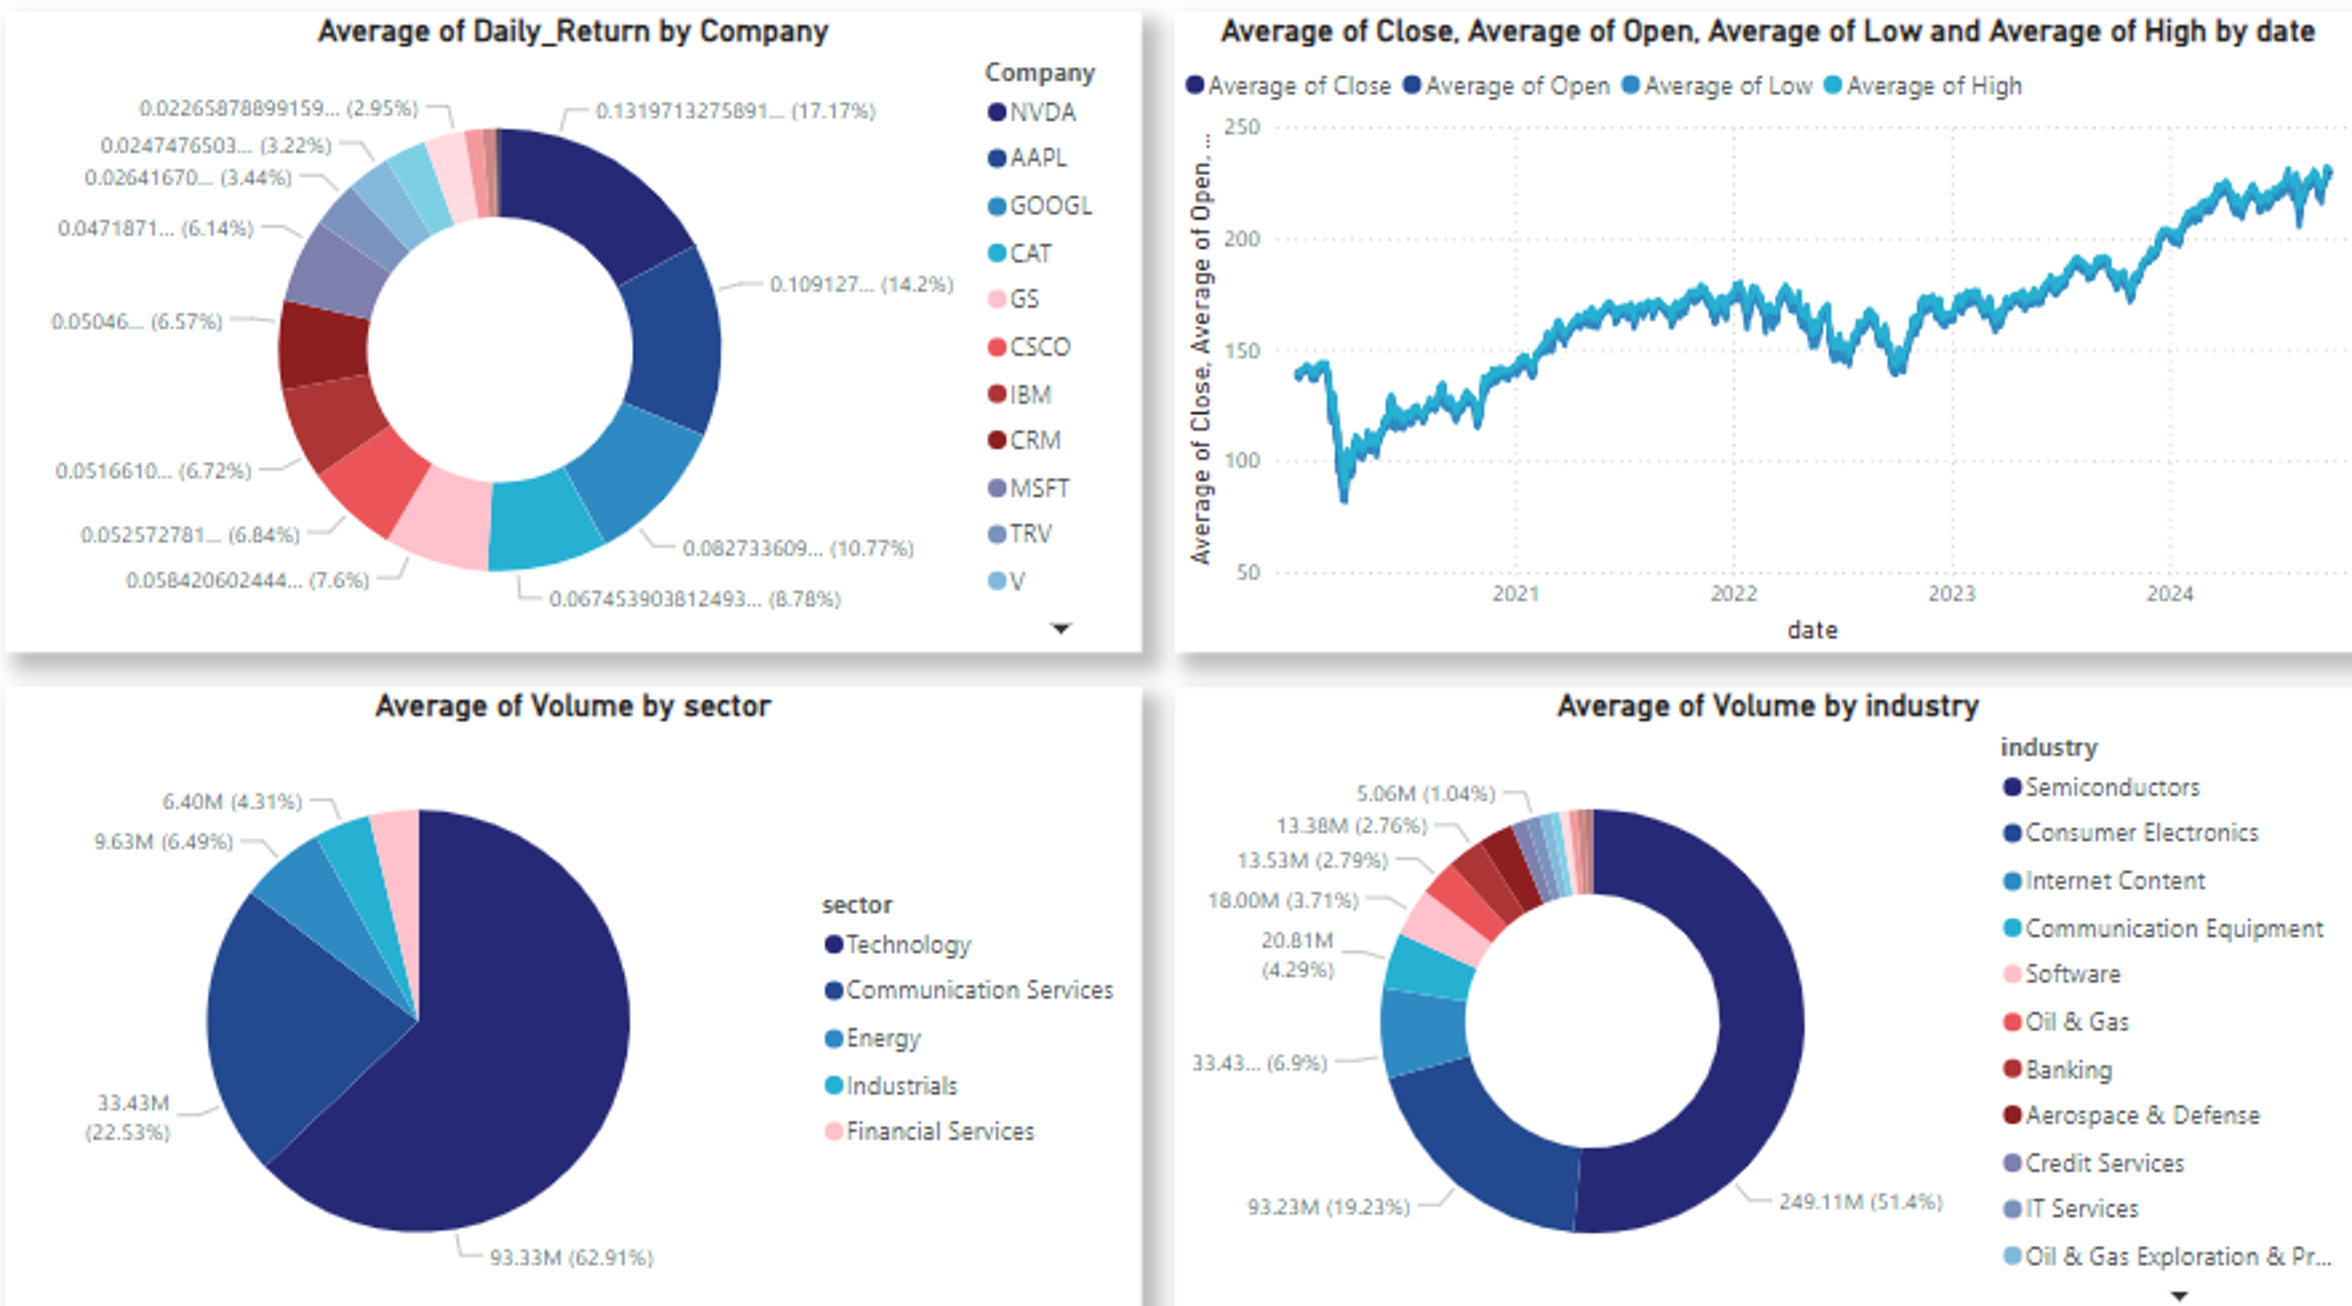 Average of Daily_Return by Company
Company
NVDA
AAPL
GOOGL
CAT
GS
CSCO
IBM
CRM
MSFT
TRV
V
0.02265878899159... (2.95%)
0.1319713275891... (17.17%)
0.0247476503... (3.22%)
0.02641670... (3.44%)
0.0471871... (6.14%)
0.109127... (14.2%)
0.05046... (6.57%)
0.0516610... (6.72%)
0.052572781... (6.84%)
0.082733609... (10.77%)
0.058420602444... (7.6%)
0.067453903812493... (8.78%)
Average of Close, Average of Open, Average of Low and Average of High by date
Average of Close Average of Open Average of Low Average of High
Average of Close, Average of Open, ...
250
200
150
100
50
2021 2022 2023 2024
date
Average of Volume by sector
6.40M (4.31%)
9.63M (6.49%)
33.43M
(22.53%)
93.33M (62.91%)
sector
Technology
Communication Services
Energy
Industrials
Financial Services
Average of Volume by industry
5.06M (1.04%)
13.38M (2.76%)
13.53M (2.79%)
18.00M (3.71%)
20.81M
(4.29%)
33.43... (6.9%)
93.23M (19.23%)
249.11M (51.4%)
industry
Semiconductors
Consumer Electronics
Internet Content
Communication Equipment
Software
Oil & Gas
Banking
Aerospace & Defense
Credit Services
IT Services
Oil & Gas Exploration & Pr...